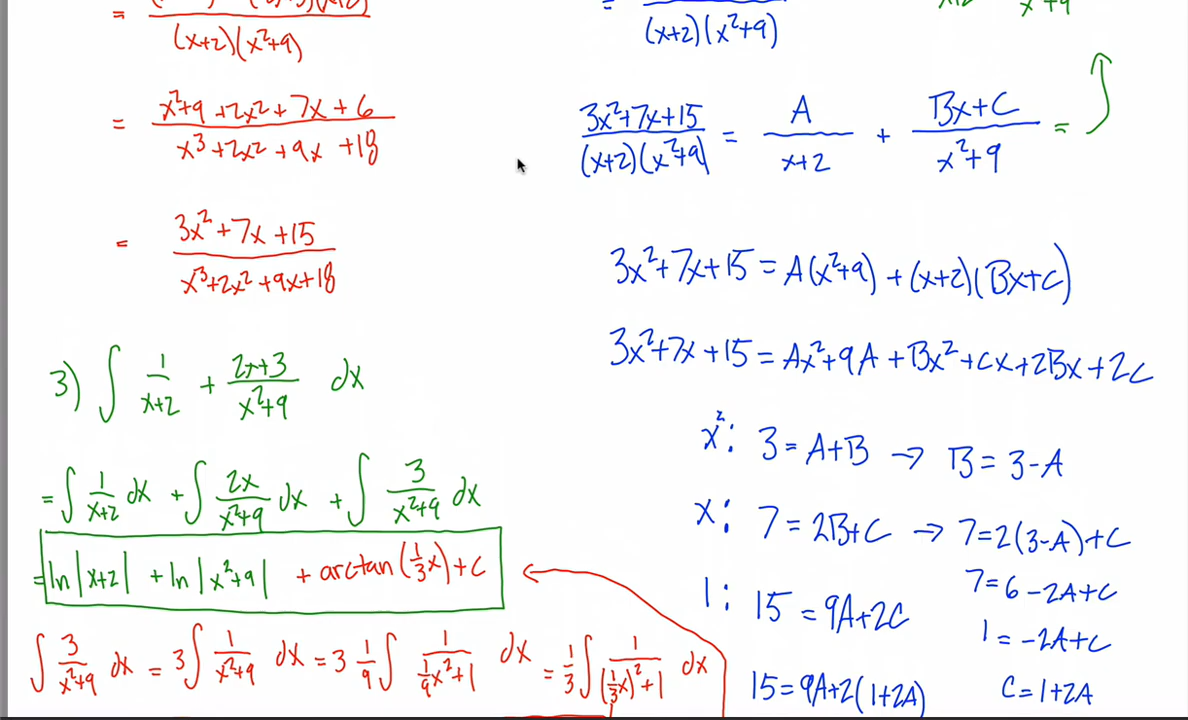 = 
(x+2)(x²+9)
= (x²+9+2x²+7x+6)/(x³+2x²+9x+18)
= (3x²+7x+15)/(x³+2x²+9x+18)
3) ∫ 1/(x+2) + (2x+3)/(x²+9) dx
= ∫ 1/(x+2) dx + ∫ 2x/(x²+9) dx + ∫ 3/(x²+9) dx
= ln|x+2| + ln|x²+9| + arctan(1/3 x) + C
∫ 3/(x²+9) dx = 3∫ 1/(x²+9) dx = 3 1/9 ∫ 1/(1/9 x²+1) dx = 1/3 ∫ 1/((1/3 x)²+1) dx
=
(x+2)(x²+9)
x+2 x²+9
(3x²+7x+15)/((x+2)(x²+9)) = A/(x+2) + (Bx+C)/(x²+9) =
3x²+7x+15 = A(x²+9) + (x+2)(Bx+C)
3x²+7x+15 = Ax²+9A+Bx²+Cx+2Bx+2C
x²: 3 = A+B → B = 3-A
x: 7 = 2B+C → 7=2(3-A)+C
7=6-2A+C
1: 15 = 9A+2C
1 = -2A+C
15=9A+2(1+2A)
C=1+2A